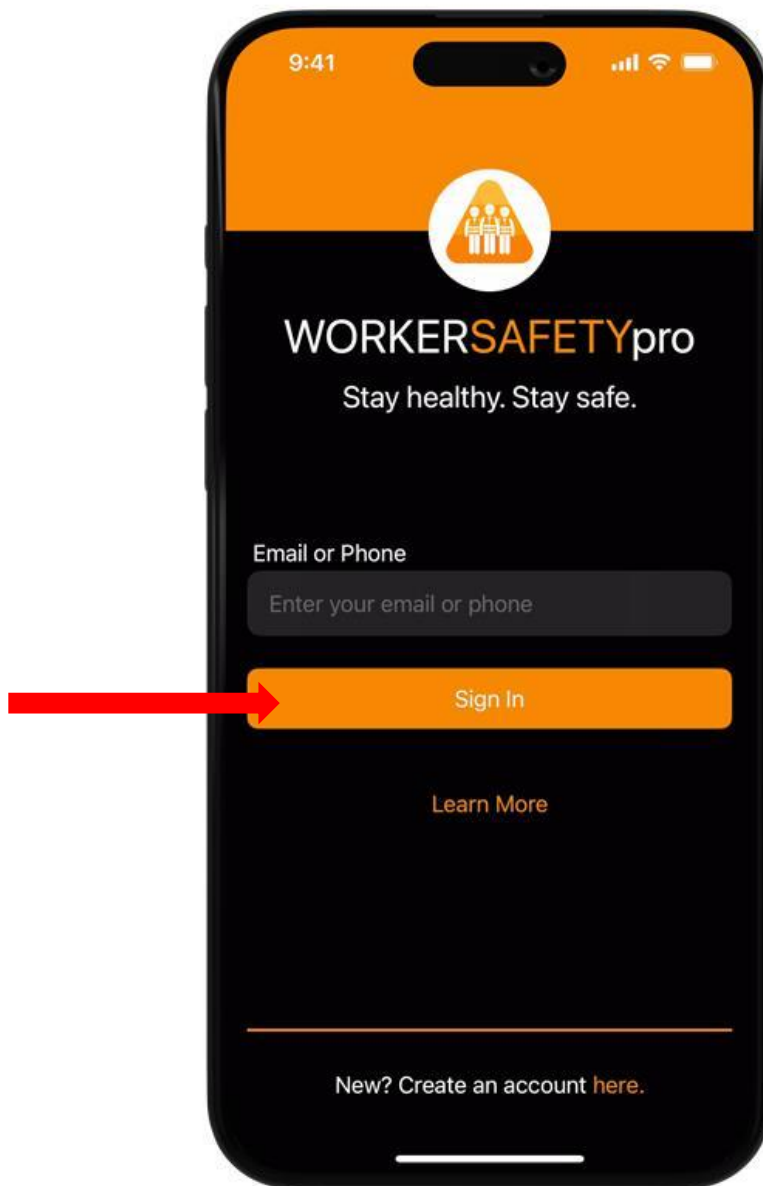 9:41
WORKERSAFETYpro
Stay healthy. Stay safe.
Email or Phone
Enter your email or phone
Sign In
Learn More
New? Create an account here.